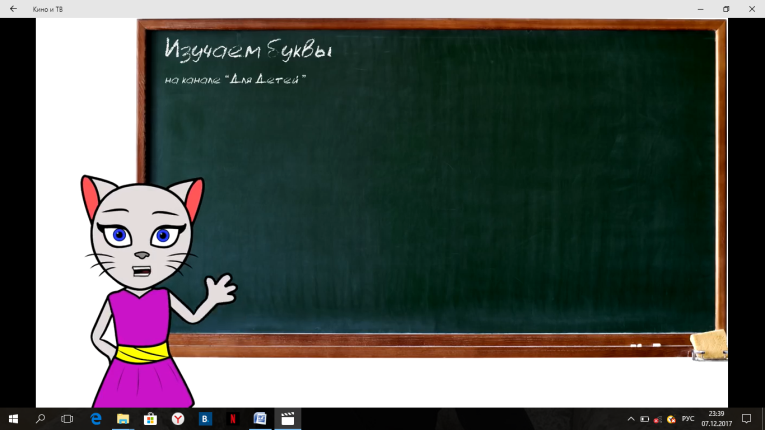 Кино и ТВ
Изучаем буквы
на канале "Для Детей"
РУС
23:39
07.12.2017